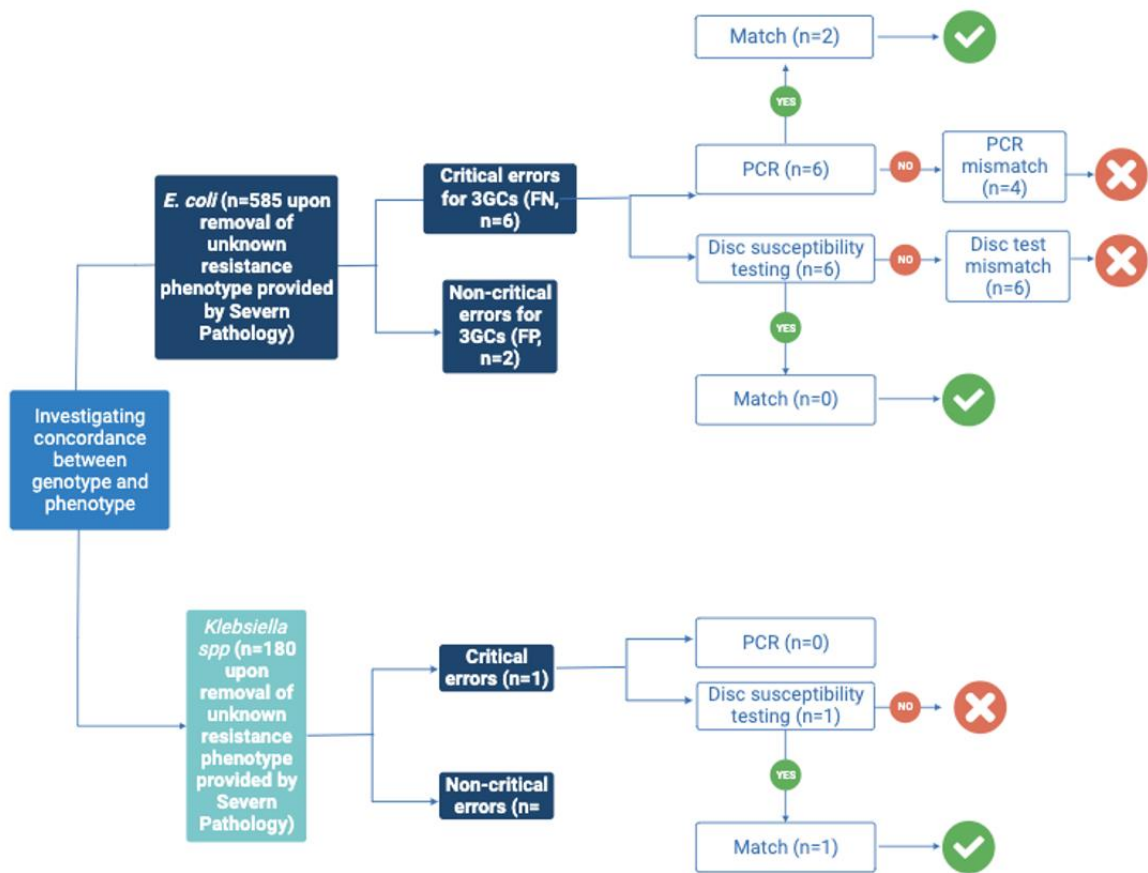 Investigating
concordance
between
genotype and
phenotype
E. coli (n=585 upon
removal of
unknown
resistance
phenotype provided
by Severn
Pathology)
Critical errors
for 3GCs (FN,
n=6)
Non-critical
errors for
3GCs (FP,
n=2)
Match (n=2)
YES
PCR (n=6)
NO
PCR
mismatch
(n=4)
Disc susceptibility
testing (n=6)
NO
Disc test
mismatch
(n=6)
YES
Match (n=0)
Klebsiella
spp (n=180
upon
removal of
unknown
resistance
phenotype
provided by
Severn
Pathology)
Critical
errors (n=1)
Non-critical
errors (n=
PCR (n=0)
Disc susceptibility
testing (n=1)
NO
YES
Match (n=1)